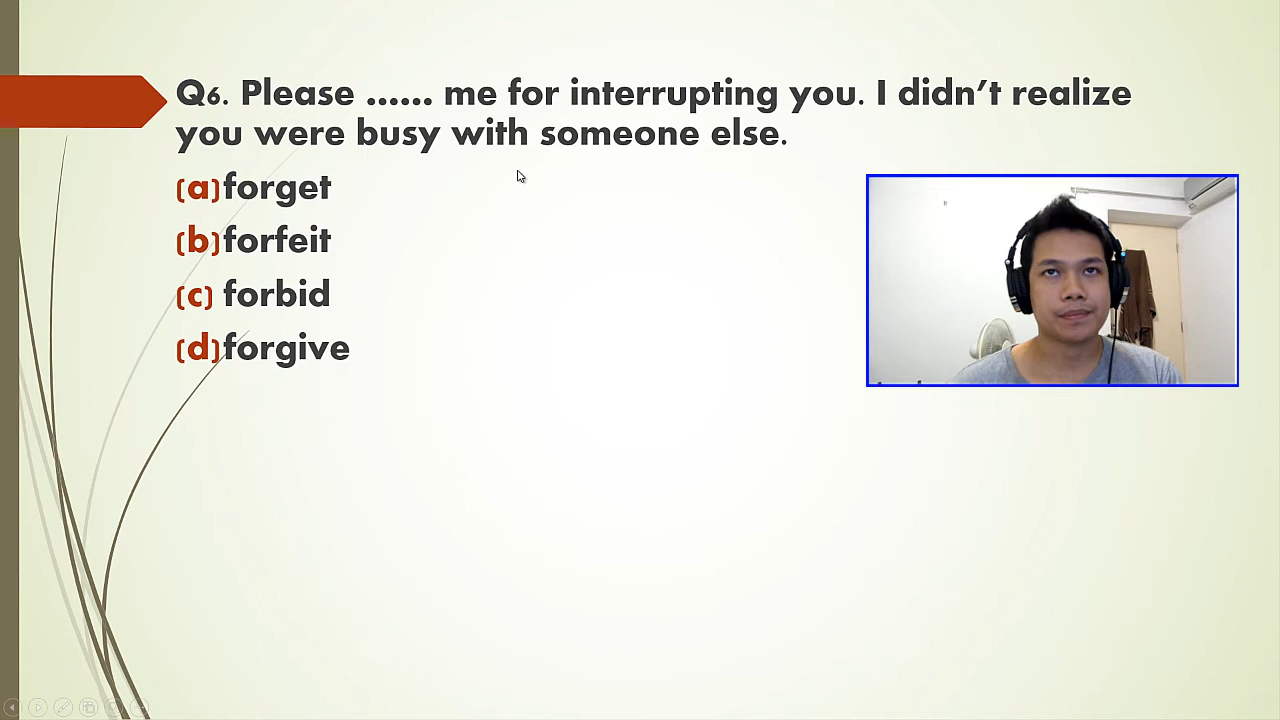 Q6. Please ...... me for interrupting you. I didn’t realize
you were busy with someone else.
(a)forget
(b)forfeit
(c) forbid
(d)forgive